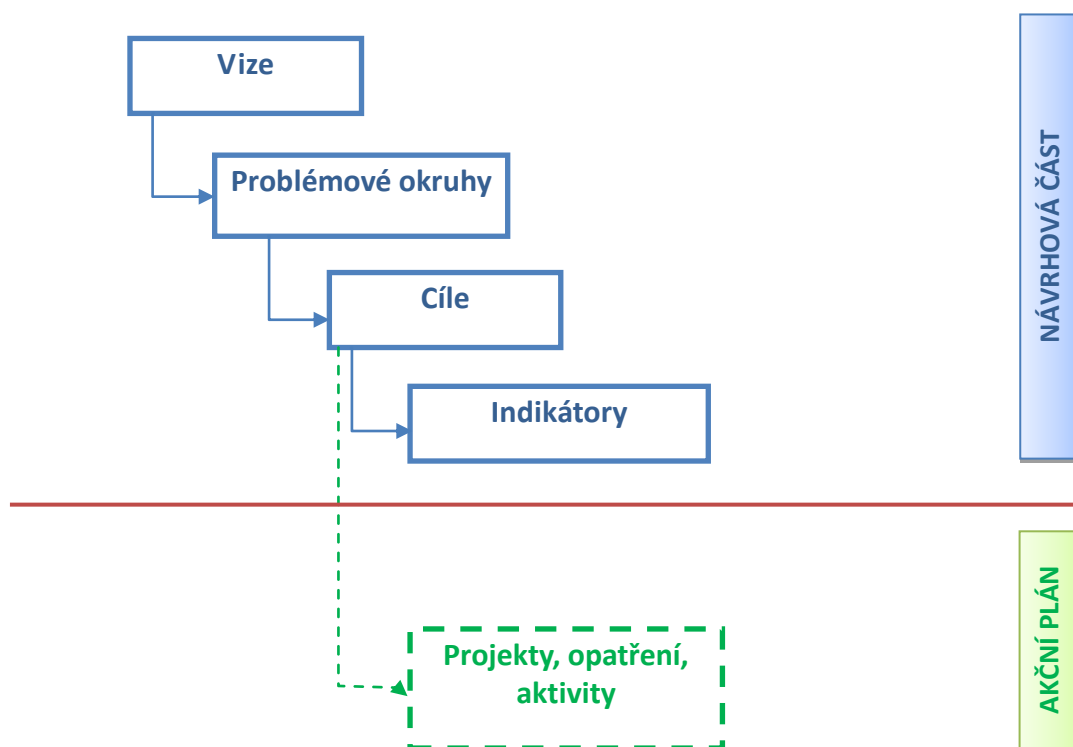 Vize
Problémové okruhy
Cíle
Indikátory
NÁVRHOVÁ ČÁST
Projekty, opatření,
aktivity
AKČNÍ PLÁN